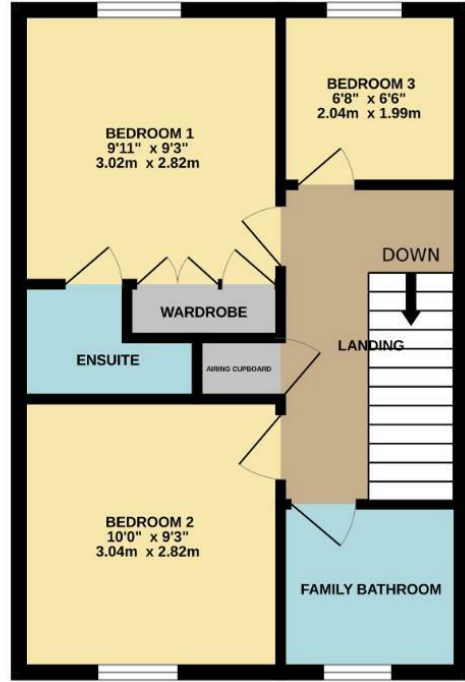 BEDROOM 1
9'11" x 9'3"
3.02m x 2.82m
BEDROOM 3
6'8" x 6'6"
2.04m x 1.99m
DOWN
WARDROBE
LANDING
ENSUITE
AIRING CUPBOARD
BEDROOM 2
10'0" x 9'3"
3.04m x 2.82m
FAMILY BATHROOM